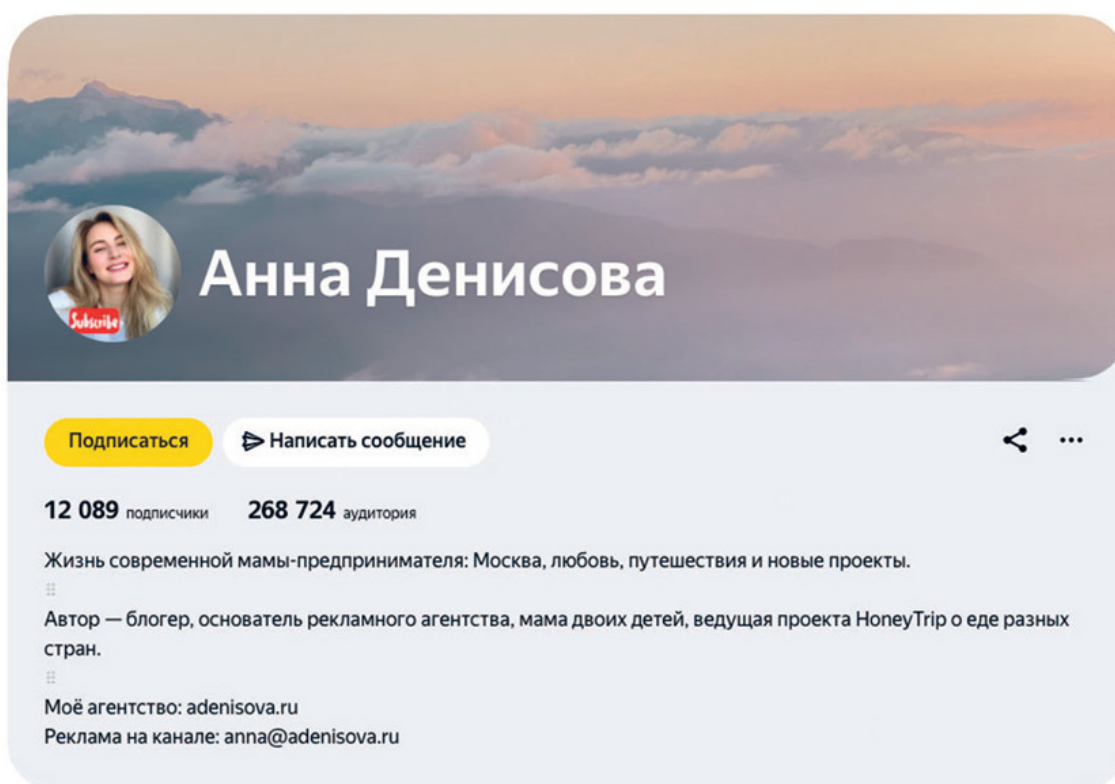 Анна Денисова
Subscribe
Подписаться
Написать сообщение
12 089 подписчики 268 724 аудитория
Жизнь современной мамы-предпринимателя: Москва, любовь, путешествия и новые проекты.
Автор — блогер, основатель рекламного агентства, мама двоих детей, ведущая проекта HoneyTrip о еде разных
стран.
Моё агентство: adenisova.ru
Реклама на канале: anna@adenisova.ru